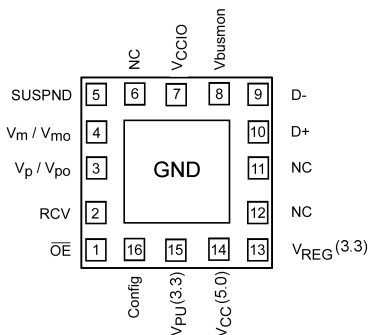 NC
VCCIO
Vbusmon
SUSPND 5 6 7 8 9 D-
Vm / Vmo 4 10 D+
Vp / Vpo 3 GND 11 NC
RCV 2 12 NC
OE 1 16 15 14 13 VREG(3.3)
Config
VPU(3.3)
VCC(5.0)